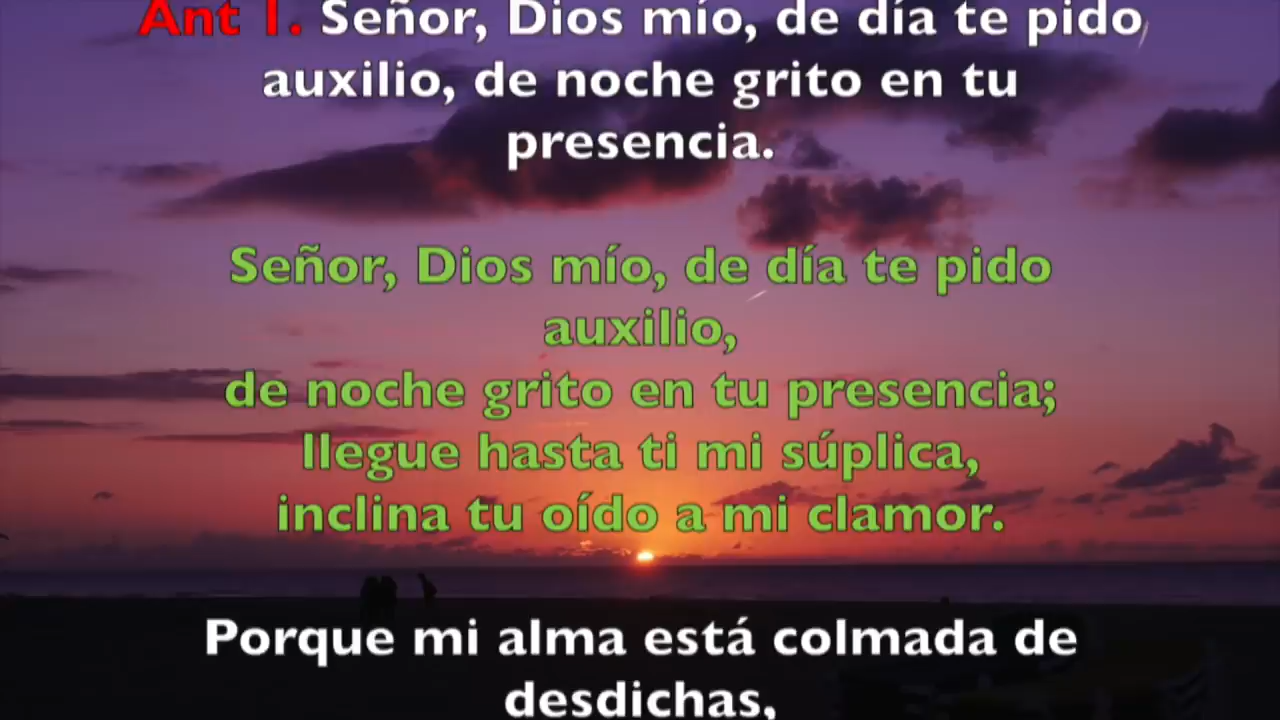 Ant 1. Señor, Dios mío, de día te pido
auxilio, de noche grito en tu
presencia.
Señor, Dios mío, de día te pido
auxilio,
de noche grito en tu presencia;
llegue hasta ti mi súplica,
inclina tu oído a mi clamor.
Porque mi alma está colmada de
desdichas,